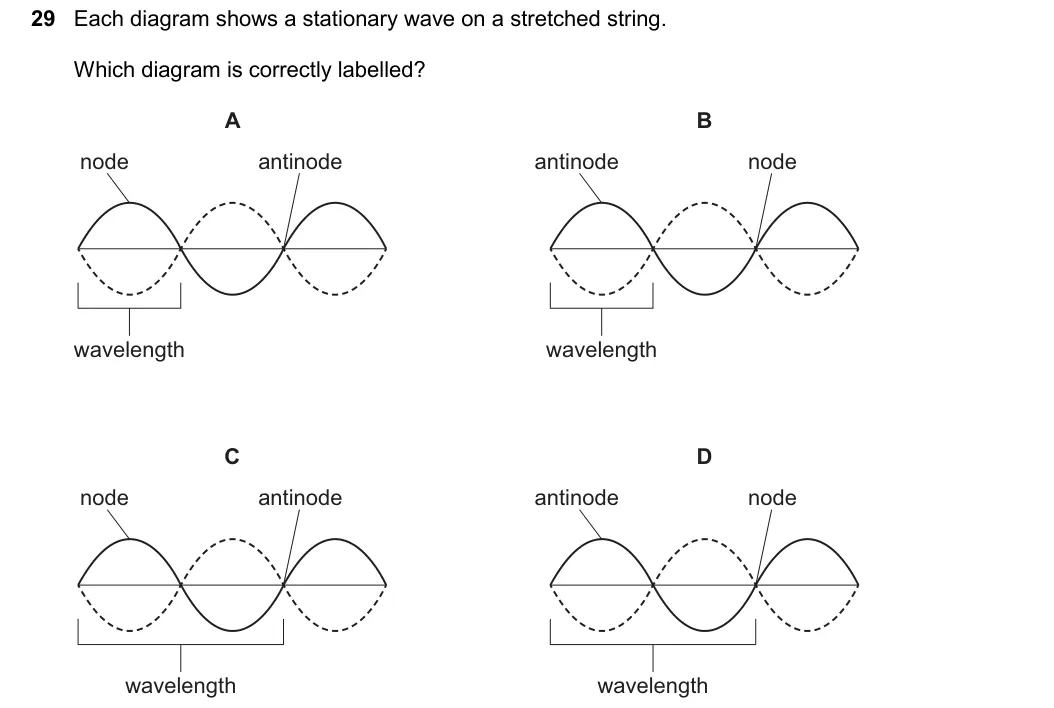 29 Each diagram shows a stationary wave on a stretched string.
Which diagram is correctly labelled?
A
node antinode
wavelength
B
antinode node
wavelength
C
node antinode
wavelength
D
antinode node
wavelength